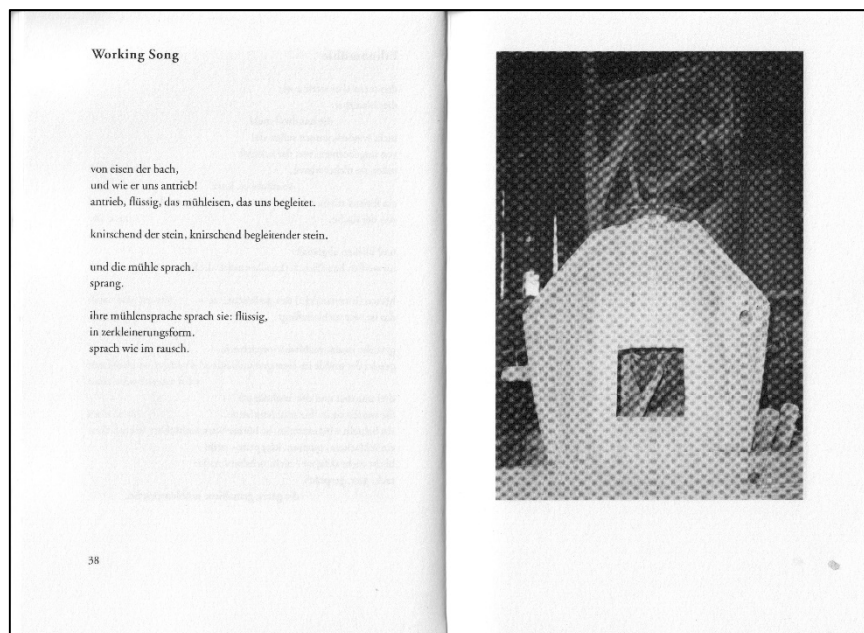 Working Song
von eisen der bach,
und wie er uns antrieb!
antrieb, flüssig, das mühleisen, das uns begleitet.
knirschend der stein, knirschend begleitender stein.
und die mühle sprach.
sprang.
ihre mühlensprache sprach sie: flüssig,
in zerkleinerungsform.
sprach wie im rausch.
38